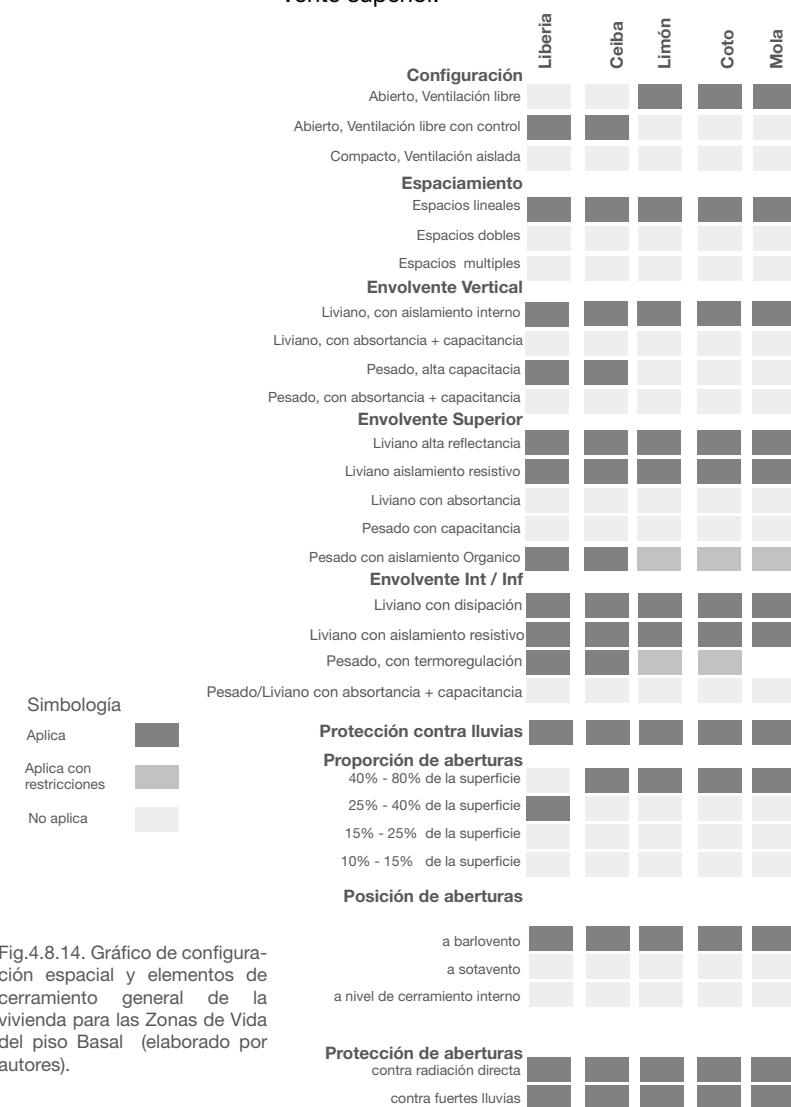 Liberia
Ceiba
Limón
Coto
Mola
Configuración
Abierto, Ventilación libre
Abierto, Ventilación libre con control
Compacto, Ventilación aislada
Espaciamiento
Espacios lineales
Espacios dobles
Espacios multiples
Envolvente Vertical
Liviano, con aislamiento interno
Liviano, con absortancia + capacitancia
Pesado, alta capacitacia
Pesado, con absortancia + capacitancia
Envolvente Superior
Liviano alta reflectancia
Liviano aislamiento resistivo
Liviano con absortancia
Pesado con capacitancia
Pesado con aislamiento Organico
Envolvente Int / Inf
Liviano con disipación
Liviano con aislamiento resistivo
Pesado, con termoregulación
Pesado/Liviano con absortancia + capacitancia
Protección contra lluvias
Proporción de aberturas
40% - 80% de la superficie
25% - 40% de la superficie
15% - 25% de la superficie
10% - 15% de la superficie
Posición de aberturas
a barlovento
a sotavento
a nivel de cerramiento interno
Protección de aberturas
contra radiación directa
contra fuertes lluvias
Simbología
Aplica
Aplica con
restricciones
No aplica
Fig.4.8.14. Gráfico de configura-
ción espacial y elementos de
cerramiento general de la
vivienda para las Zonas de Vida
del piso Basal (elaborado por
autores).